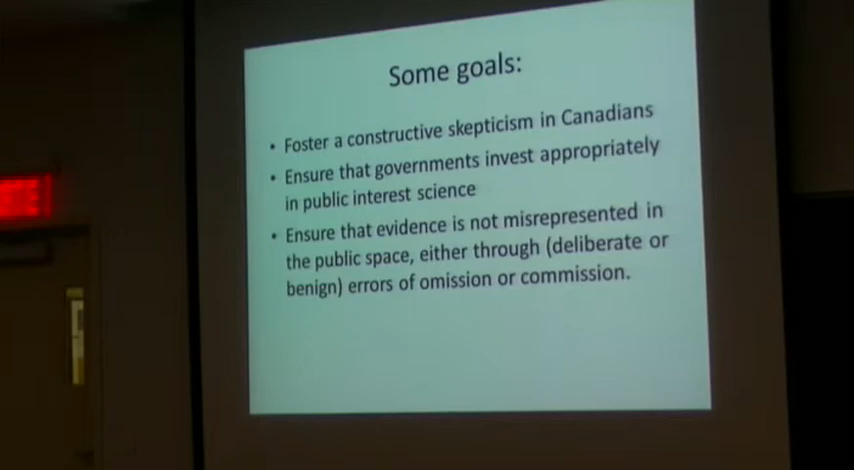 Some goals:
• Foster a constructive skepticism in Canadians
• Ensure that governments invest appropriately
in public interest science
• Ensure that evidence is not misrepresented in
the public space, either through (deliberate or
benign) errors of omission or commission.